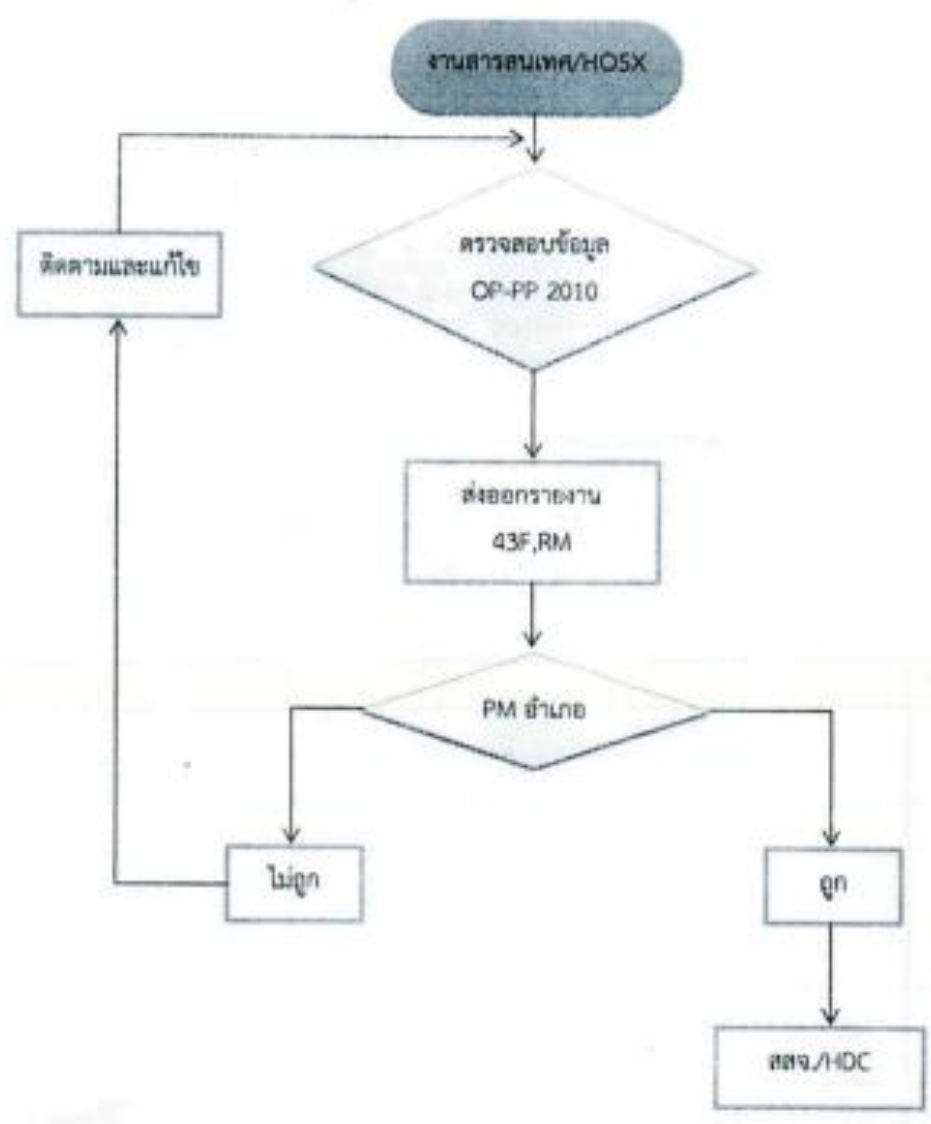 งานสารสนเทศ/HOSX
ติดตามและแก้ไข
ตรวจสอบข้อมูล
OP-PP 2010
ส่งออกรายงาน
43F,RM
PM อำเภอ
ไม่ถูก
ถูก
สสจ./HDC